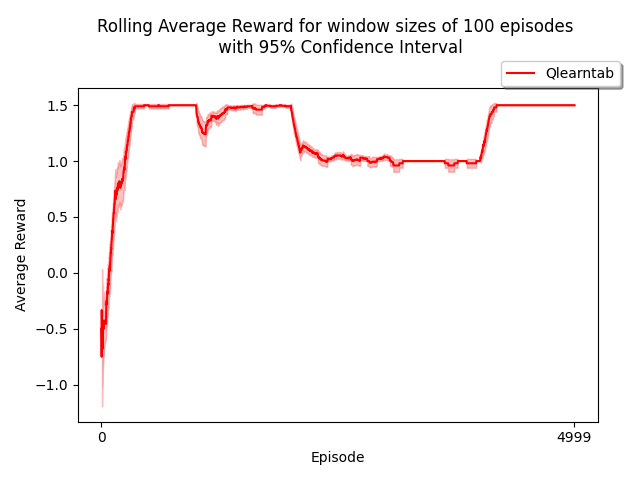 Rolling Average Reward for window sizes of 100 episodes
with 95% Confidence Interval
Qlearntab
1.5
1.0
0.5
0.0
−0.5
−1.0
Average Reward
0
4999
Episode